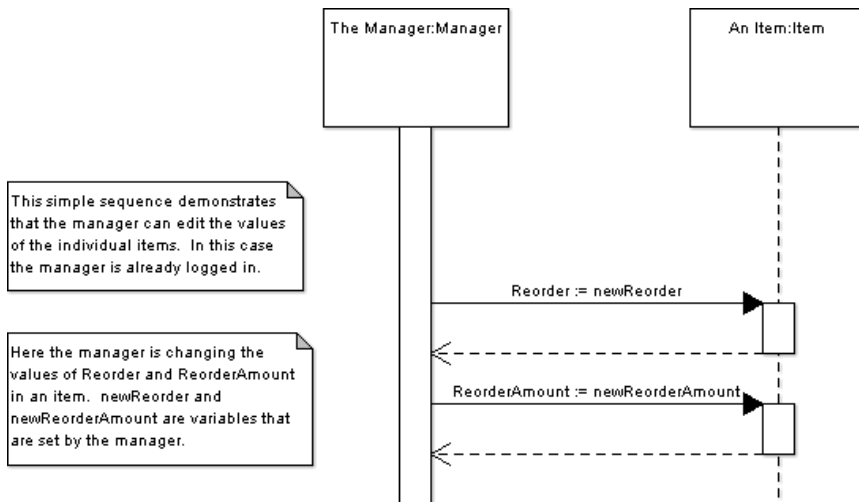 The Manager:Manager
An Item:Item
This simple sequence demonstrates
that the manager can edit the values
of the individual items.  In this case
the manager is already logged in.
Reorder := newReorder
Here the manager is changing the
values of Reorder and ReorderAmount
in an item.  newReorder and
newReorderAmount are variables that
are set by the manager.
ReorderAmount := newReorderAmount